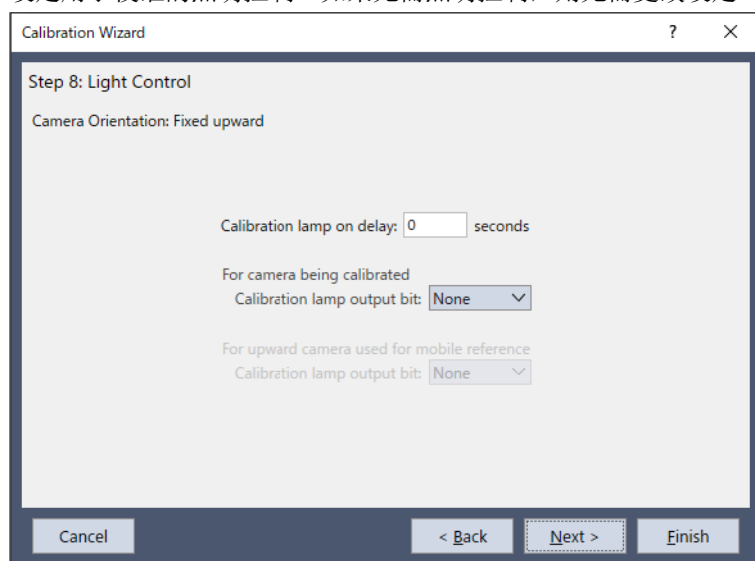 Calibration Wizard ? ×
Step 8: Light Control
Camera Orientation: Fixed upward
Calibration lamp on delay: 0 seconds
For camera being calibrated
Calibration lamp output bit: None
For upward camera used for mobile reference
Calibration lamp output bit: None
Cancel < Back Next > Finish